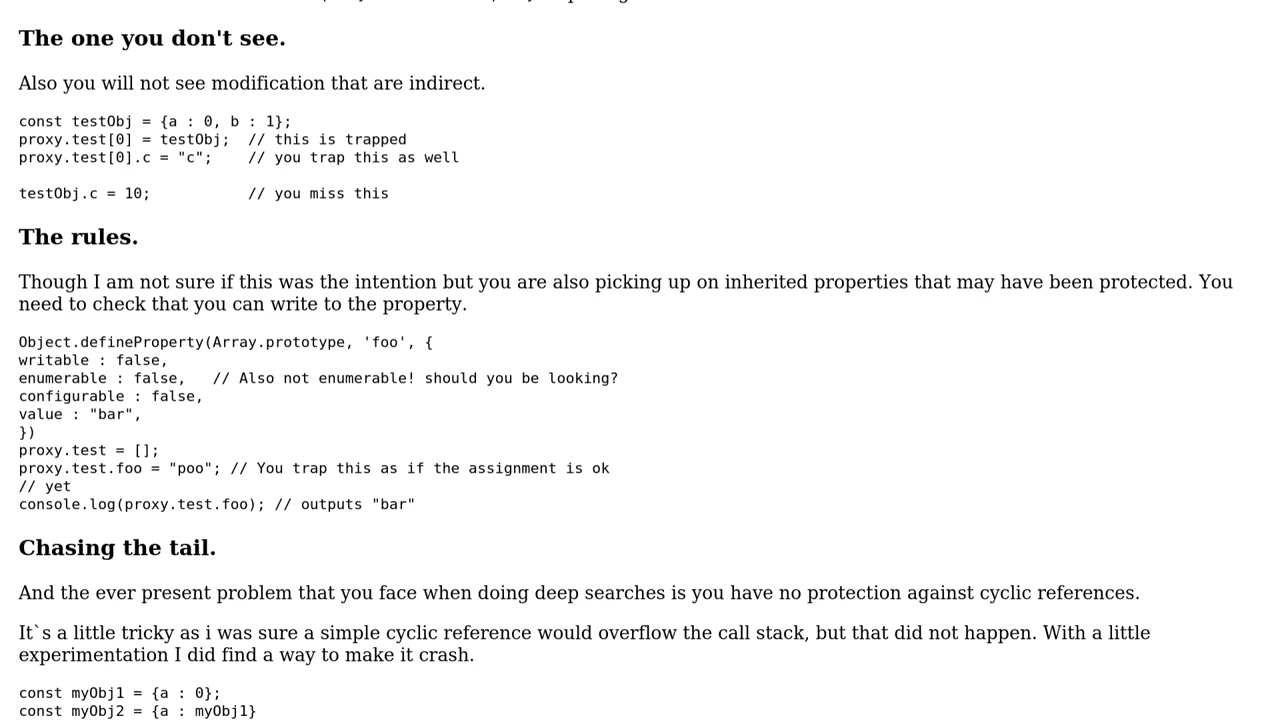 The one you don't see.
Also you will not see modification that are indirect.
const testObj = {a : 0, b : 1};
proxy.test[0] = testObj;  // this is trapped
proxy.test[0].c = "c";    // you trap this as well
testObj.c = 10;           // you miss this
The rules.
Though I am not sure if this was the intention but you are also picking up on inherited properties that may have been protected. You
need to check that you can write to the property.
Object.defineProperty(Array.prototype, 'foo', {
writable : false,
enumerable : false,   // Also not enumerable! should you be looking?
configurable : false,
value : "bar",
})
proxy.test = [];
proxy.test.foo = "poo"; // You trap this as if the assignment is ok
// yet
console.log(proxy.test.foo); // outputs "bar"
Chasing the tail.
And the ever present problem that you face when doing deep searches is you have no protection against cyclic references.
It`s a little tricky as i was sure a simple cyclic reference would overflow the call stack, but that did not happen. With a little
experimentation I did find a way to make it crash.
const myObj1 = {a : 0};
const myObj2 = {a : myObj1}